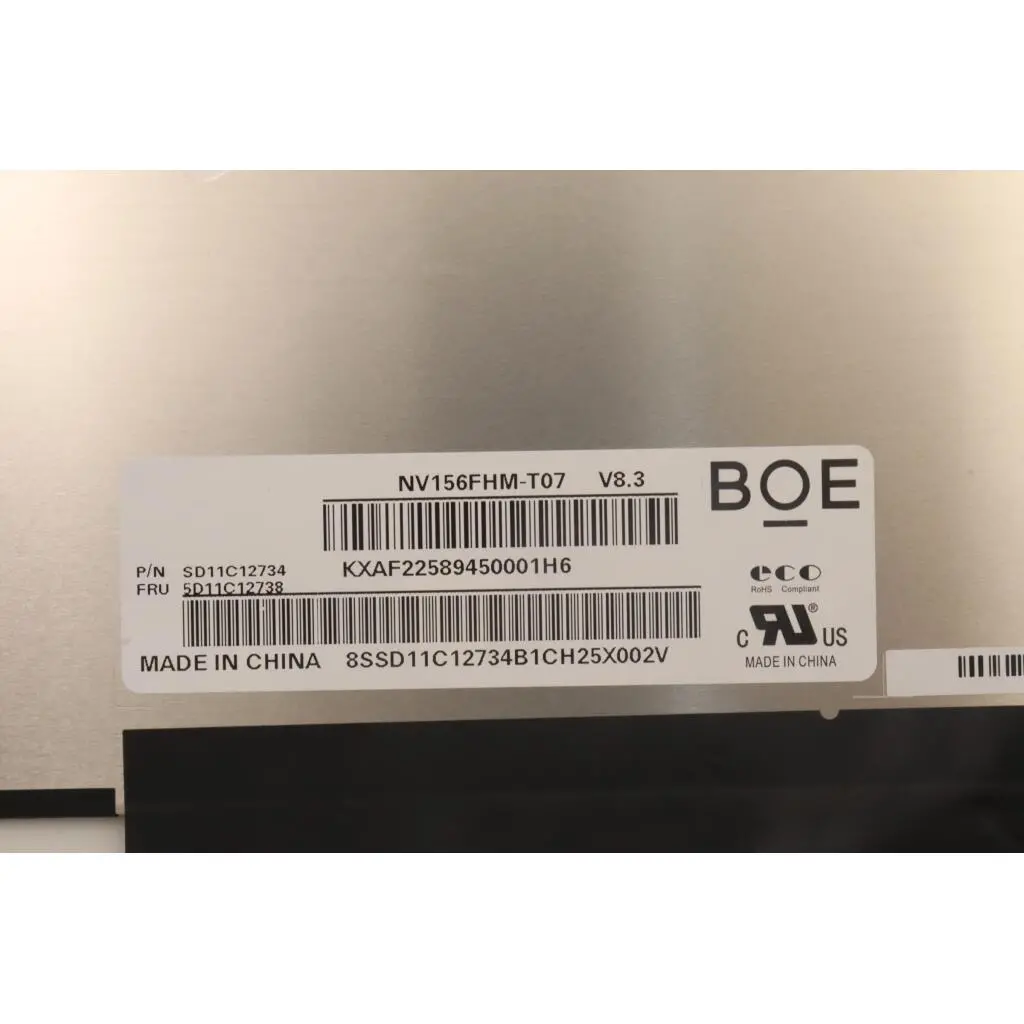 NV156FHM-T07 V8.3
BOE
KXAF22589450001H6
P/N SD11C12734
FRU 5D11C12738
8SSD11C12734B1CH25X002V
MADE IN CHINA
eco
RoHS Compliant
C RU ® US
MADE IN CHINA